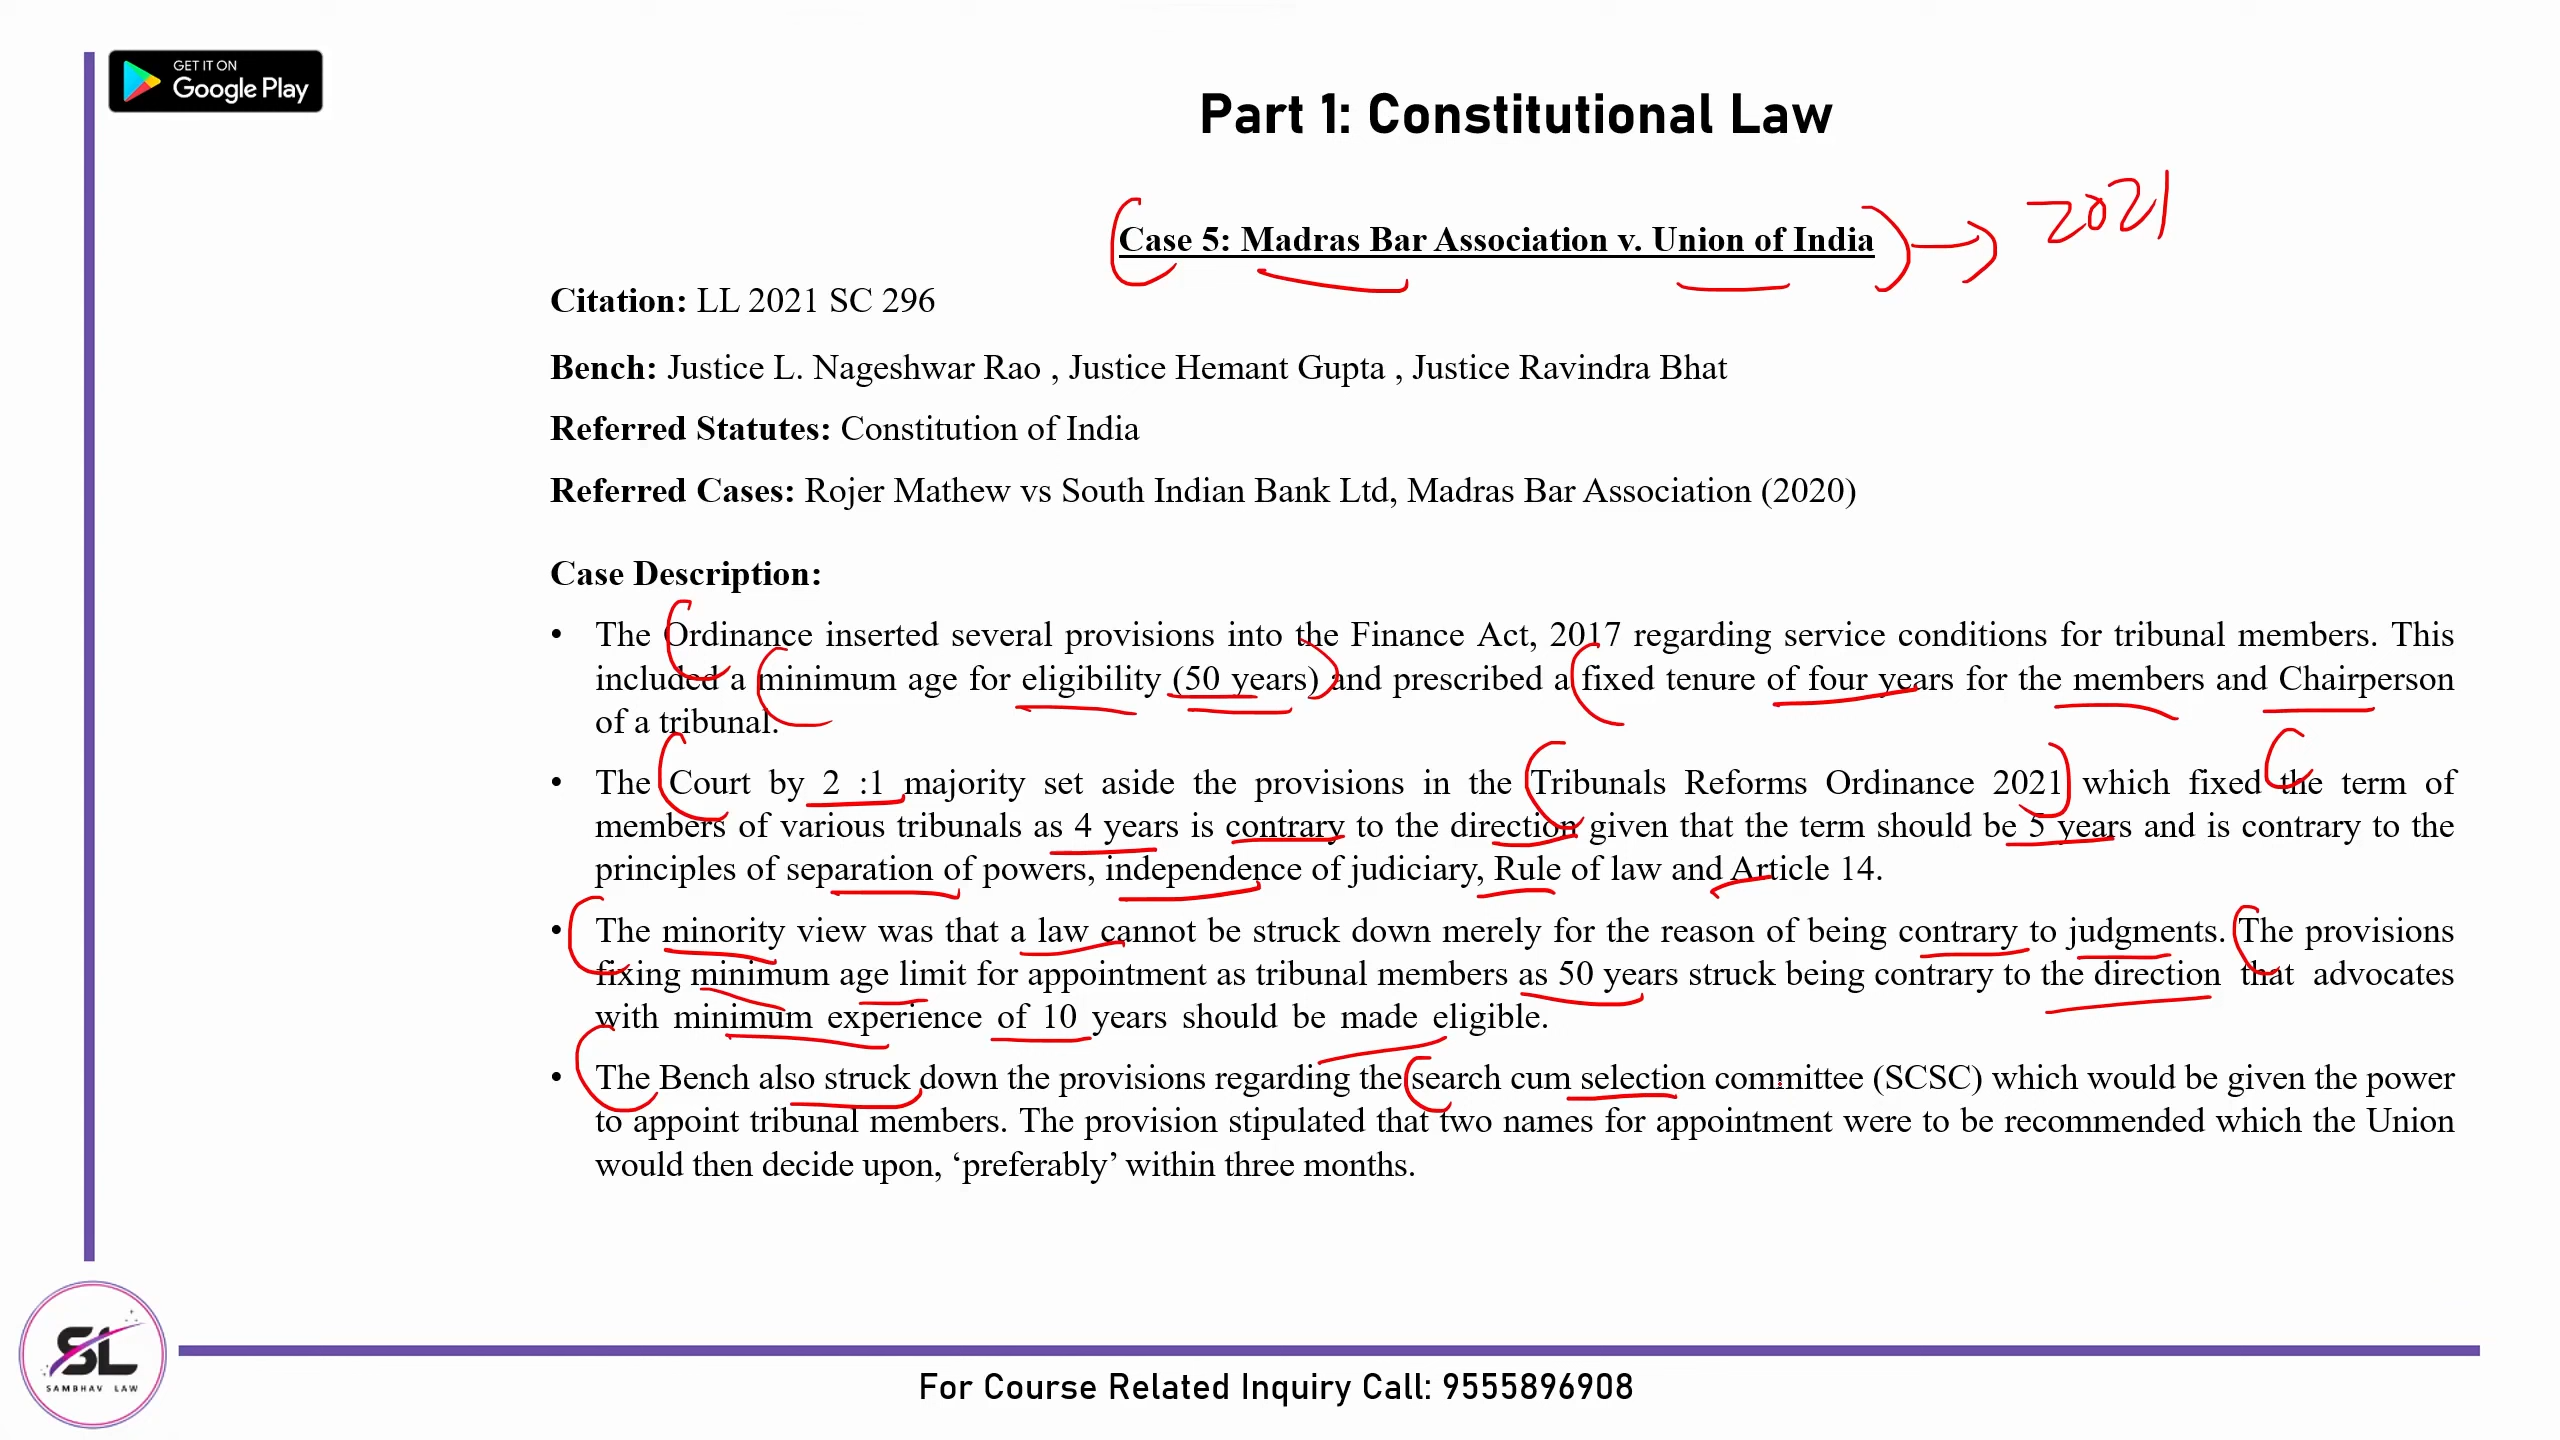 GET IT ON
Google Play
Part 1: Constitutional Law
2021
Case 5: Madras Bar Association v. Union of India
Citation: LL 2021 SC 296
Bench: Justice L. Nageshwar Rao , Justice Hemant Gupta , Justice Ravindra Bhat
Referred Statutes: Constitution of India
Referred Cases: Rojer Mathew vs South Indian Bank Ltd, Madras Bar Association (2020)
Case Description:
• The Ordinance inserted several provisions into the Finance Act, 2017 regarding service conditions for tribunal members. This
included a minimum age for eligibility (50 years) and prescribed a fixed tenure of four years for the members and Chairperson
of a tribunal.
• The Court by 2 :1 majority set aside the provisions in the Tribunals Reforms Ordinance 2021 which fixed the term of
members of various tribunals as 4 years is contrary to the direction given that the term should be 5 years and is contrary to the
principles of separation of powers, independence of judiciary, Rule of law and Article 14.
• The minority view was that a law cannot be struck down merely for the reason of being contrary to judgments. The provisions
fixing minimum age limit for appointment as tribunal members as 50 years struck being contrary to the direction that advocates
with minimum experience of 10 years should be made eligible.
• The Bench also struck down the provisions regarding the search cum selection committee (SCSC) which would be given the power
to appoint tribunal members. The provision stipulated that two names for appointment were to be recommended which the Union
would then decide upon, ‘preferably’ within three months.
SL
SAMBHAV LAW
For Course Related Inquiry Call: 9555896908